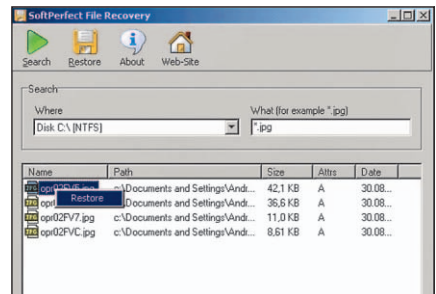 SoftPerfect File Recovery
Search Restore About Web-Site
Search
Where What (for example *.jpg)
Disk C:\ (NTFS) *.jpg
Name Path Size Attrs Date
opr02FV5.jpg c:\Documents and Settings\Andr... 42,1 KB A 30.08...
Restore
c:\Documents and Settings\Andr... 36,6 KB A 30.08...
opr02FV7.jpg c:\Documents and Settings\Andr... 11,0 KB A 30.08...
opr02FVC.jpg c:\Documents and Settings\Andr... 8,61 KB A 30.08...